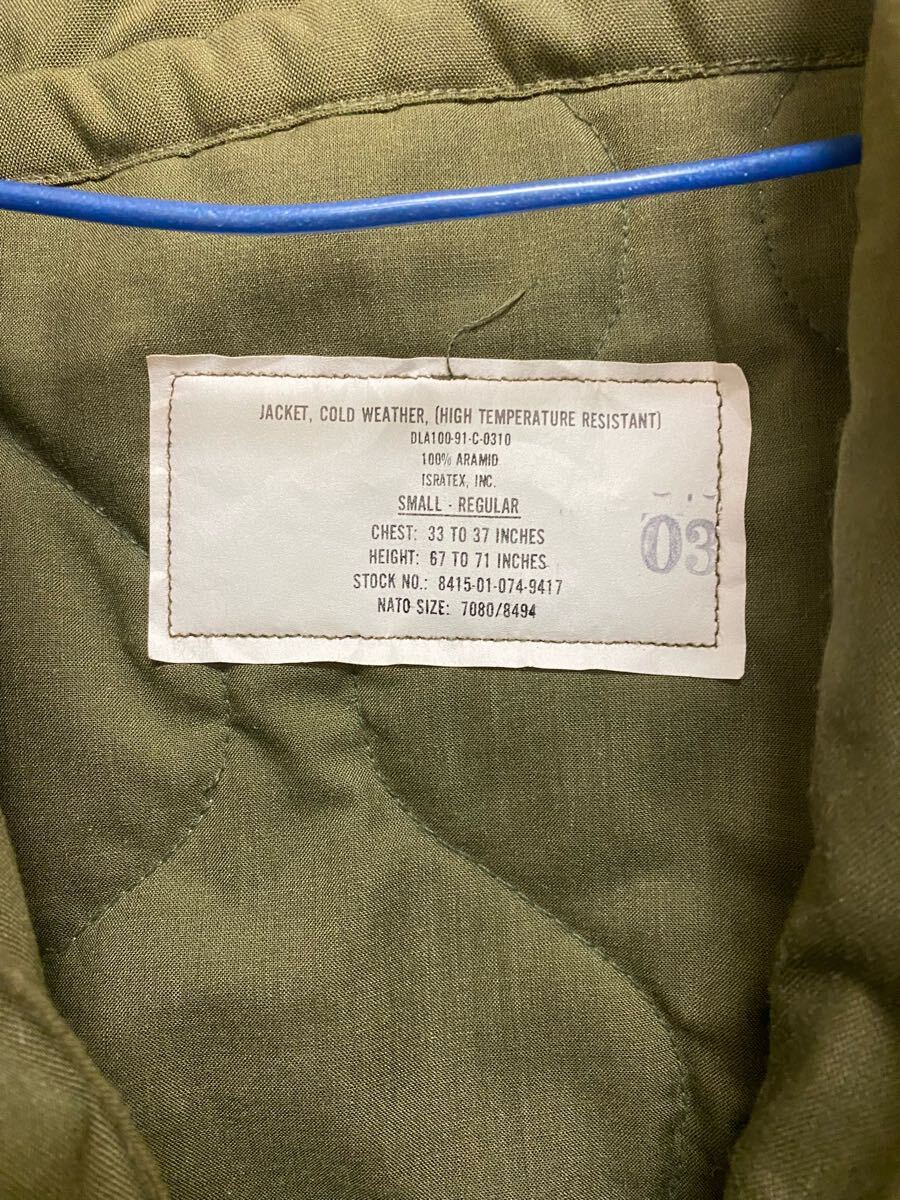 JACKET, COLD WEATHER, (HIGH TEMPERATURE RESISTANT)
DLA100-91-C-0310
100% ARAMID
ISRATEX, INC.
SMALL - REGULAR
CHEST: 33 TO 37 INCHES
HEIGHT: 67 TO 71 INCHES
STOCK NO.: 8415-01-074-9417
NATO SIZE: 7080/8494
03